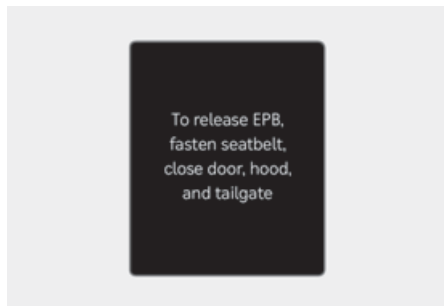 To release EPB,
fasten seatbelt,
close door, hood,
and tailgate